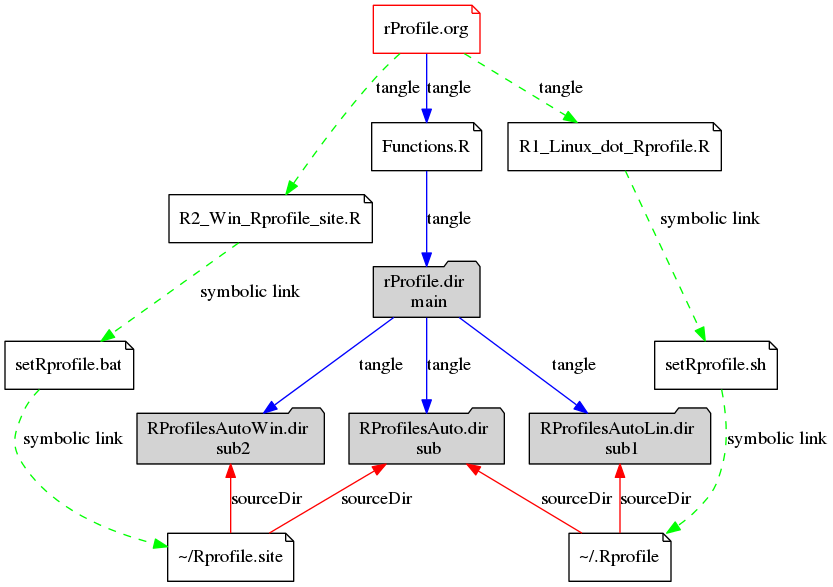 rProfile.org
tangle
tangle
tangle
Functions.R
R1_Linux_dot_Rprofile.R
R2_Win_Rprofile_site.R
tangle
symbolic link
rProfile.dir
main
symbolic link
setRprofile.bat
tangle
tangle
tangle
setRprofile.sh
RProfilesAutoWin.dir
sub2
RProfilesAuto.dir
sub
RProfilesAutoLin.dir
sub1
symbolic link
symbolic link
sourceDir
sourceDir
sourceDir
sourceDir
~/Rprofile.site
~/.Rprofile